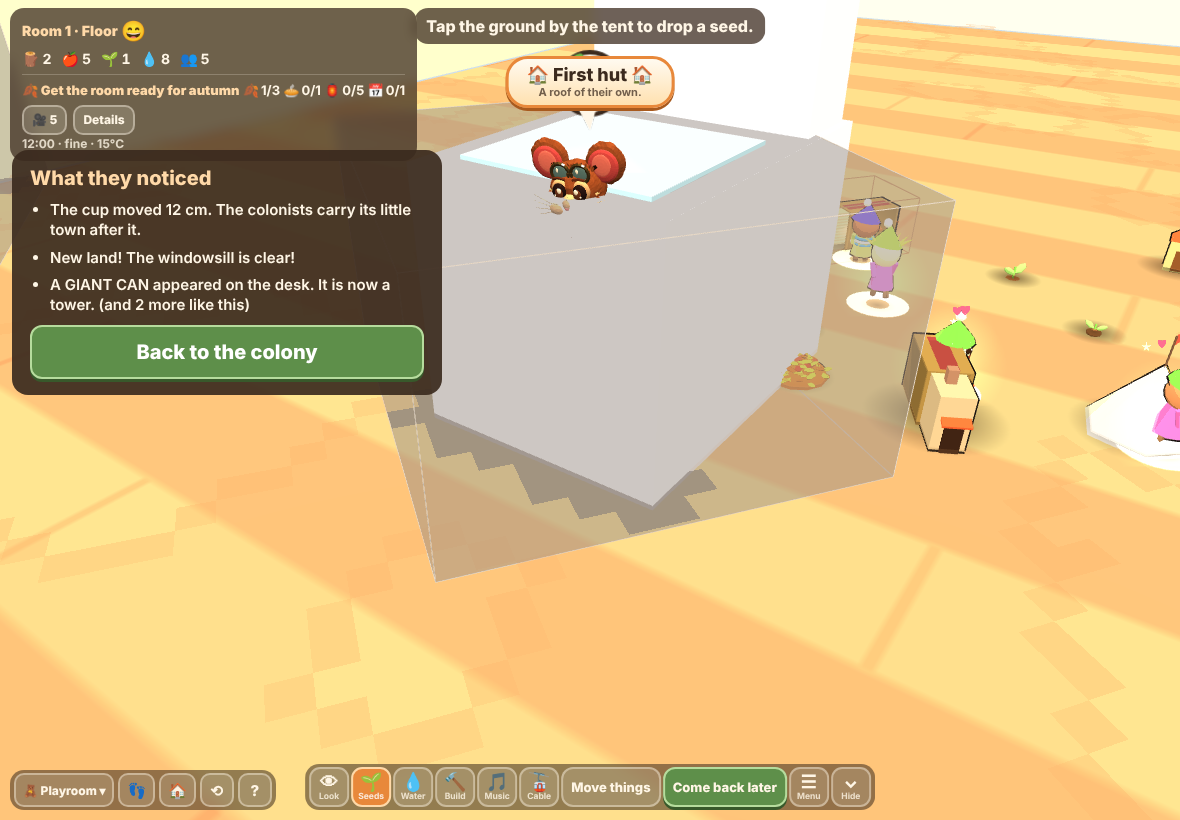 Room 1 · Floor
2 5 1 8 5
Get the room ready for autumn 1/3 0/1 0/5 0/1
5 Details
12:00 · fine · 15°C
Tap the ground by the tent to drop a seed.
First hut
A roof of their own.
What they noticed
• The cup moved 12 cm. The colonists carry its little
town after it.
• New land! The windowsill is clear!
• A GIANT CAN appeared on the desk. It is now a
tower. (and 2 more like this)
Back to the colony
Playroom ▾ ?
Look Seeds Water Build Music Cable Move things Come back later Menu Hide